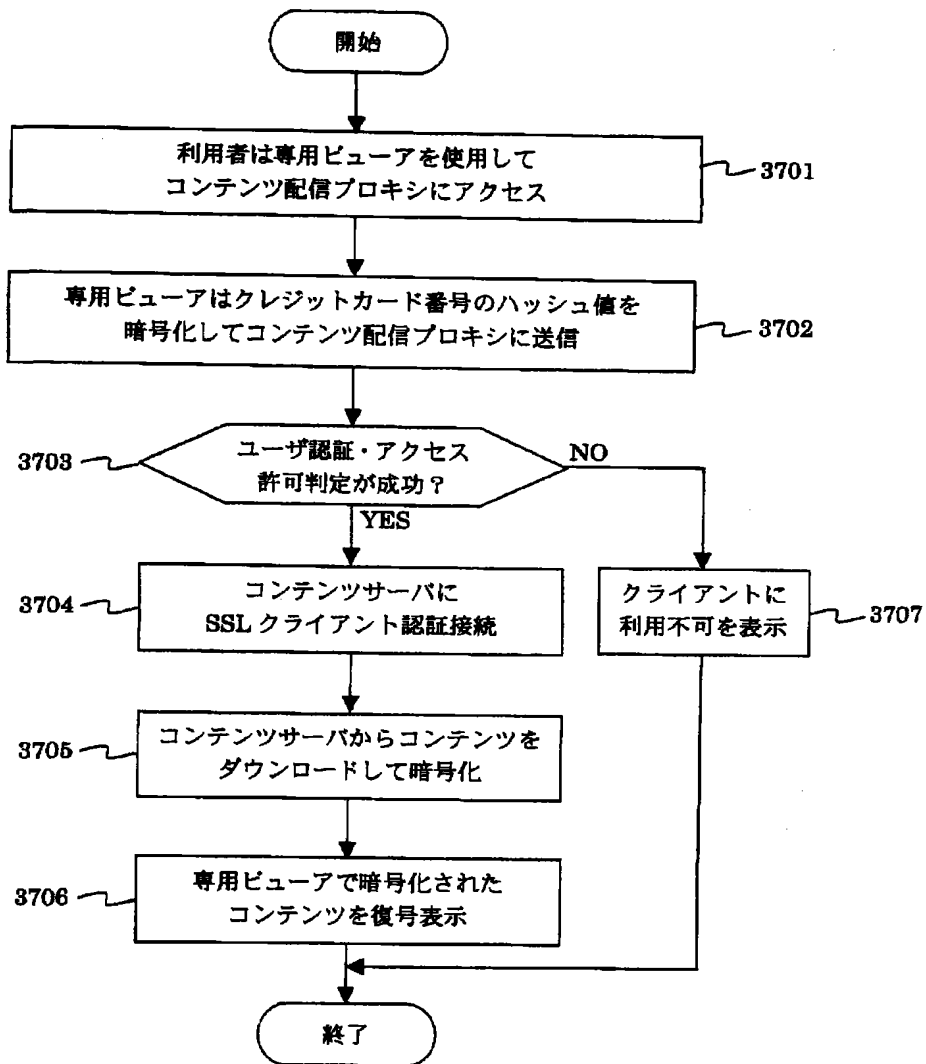 開始
利用者は専用ビューアを使用して
コンテンツ配信プロキシにアクセス
3701
専用ビューアはクレジットカード番号のハッシュ値を
暗号化してコンテンツ配信プロキシに送信
3702
3703
ユーザ認証・アクセス
許可判定が成功？
NO
YES
3704
コンテンツサーバに
SSLクライアント認証接続
クライアントに
利用不可を表示
3707
3705
コンテンツサーバからコンテンツを
ダウンロードして暗号化
3706
専用ビューアで暗号化された
コンテンツを復号表示
終了